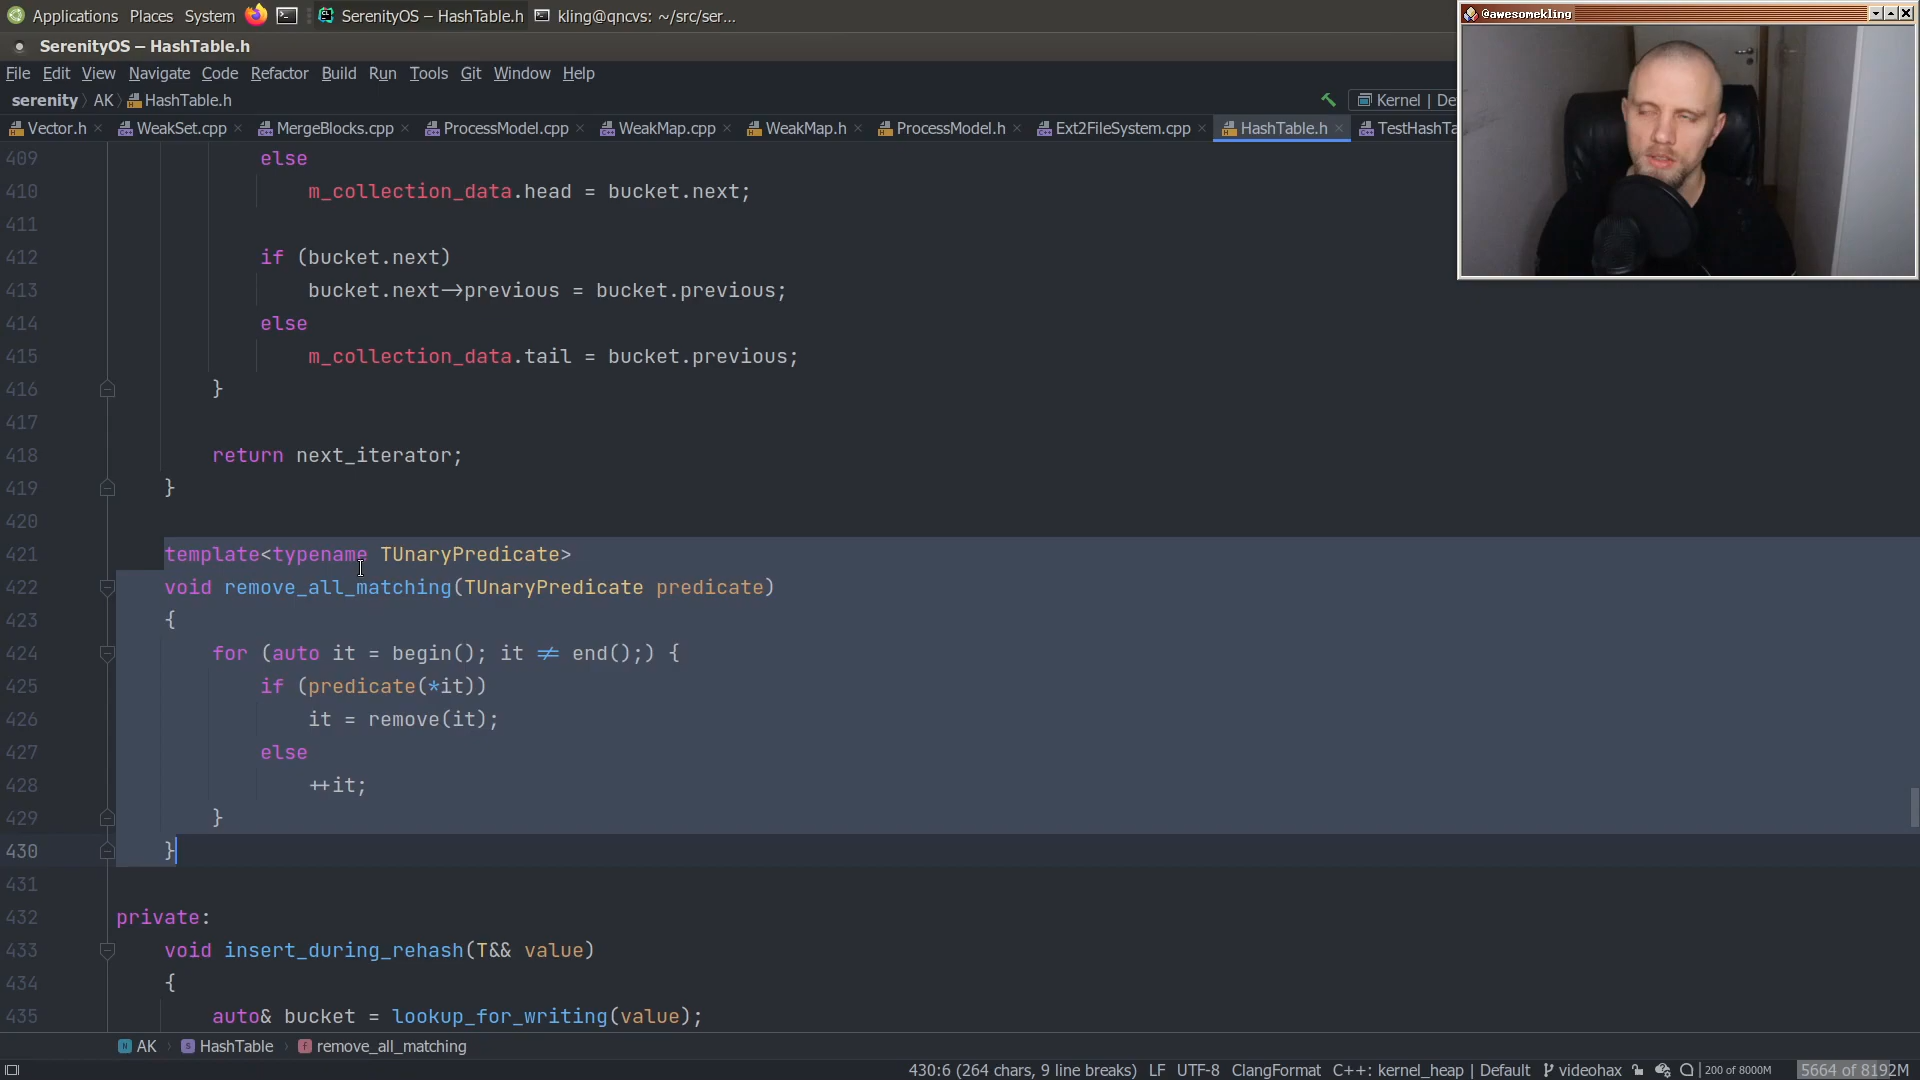 Applications Places System SerenityOS – HashTable.h kling@qncvs: ~/src/ser...
@awesomekling
SerenityOS – HashTable.h
File Edit View Navigate Code Refactor Build Run Tools Git Window Help
serenity AK HashTable.h Kernel | De
Vector.h WeakSet.cpp MergeBlocks.cpp ProcessModel.cpp WeakMap.cpp WeakMap.h ProcessModel.h Ext2FileSystem.cpp HashTable.h TestHashTa
409 else
410 m_collection_data.head = bucket.next;
411
412 if (bucket.next)
413 bucket.next->previous = bucket.previous;
414 else
415 m_collection_data.tail = bucket.previous;
416 }
417
418 return next_iterator;
419 }
420
421 template<typename TUnaryPredicate>
422 void remove_all_matching(TUnaryPredicate predicate)
423 {
424 for (auto it = begin(); it != end();) {
425 if (predicate(*it))
426 it = remove(it);
427 else
428 ++it;
429 }
430 }
431
432 private:
433 void insert_during_rehash(T&& value)
434 {
435 auto& bucket = lookup_for_writing(value);
AK HashTable remove_all_matching
430:6 (264 chars, 9 line breaks) LF UTF-8 ClangFormat C++: kernel_heap | Default videohax 200 of 8000M 5664 of 8192M